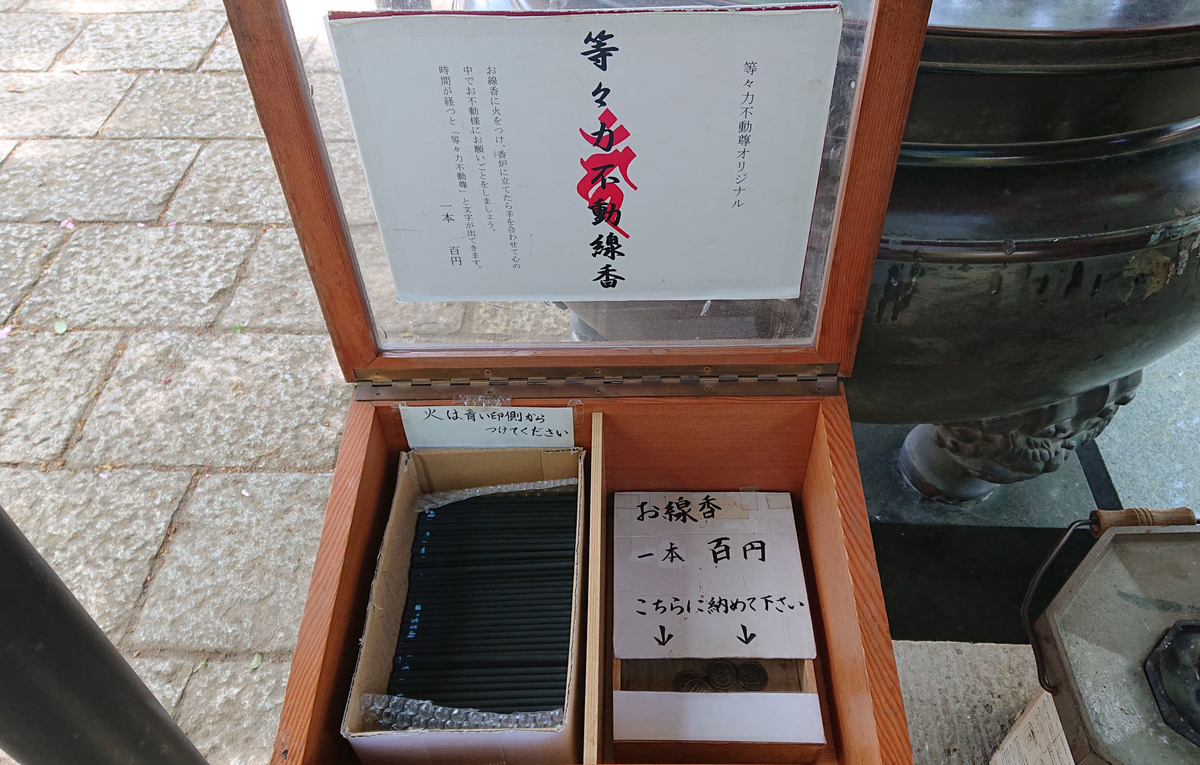 等々力不動尊オリジナル
等々力不動線香
お線香に火をつけ、香炉に立てたら手を合わせて心の
中でお不動様にお願いごとをしましょう。
時間が経つと「等々力不動尊」と文字が出てきます。
一本 百円
火は青い印側から
つけてください
お線香
一本 百円
こちらに納めて下さい
↓ ↓